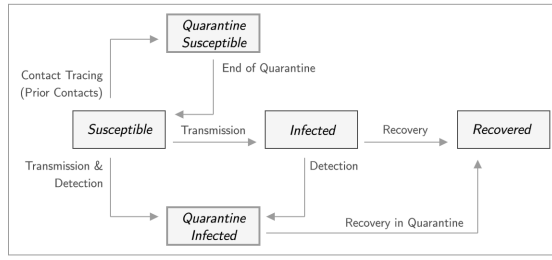 Quarantine
Susceptible
Contact Tracing
(Prior Contacts)
End of Quarantine
Susceptible
Transmission
Infected
Recovery
Recovered
Transmission &
Detection
Detection
Quarantine
Infected
Recovery in Quarantine